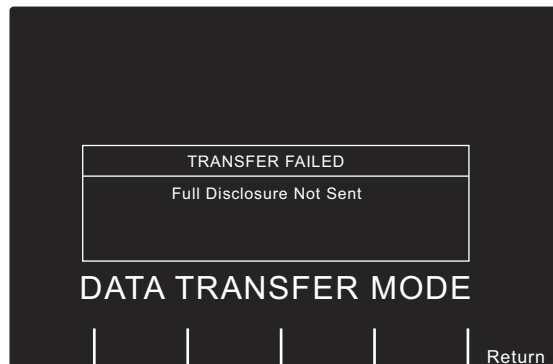 TRANSFER FAILED
Full Disclosure Not Sent
DATA TRANSFER MODE
Return